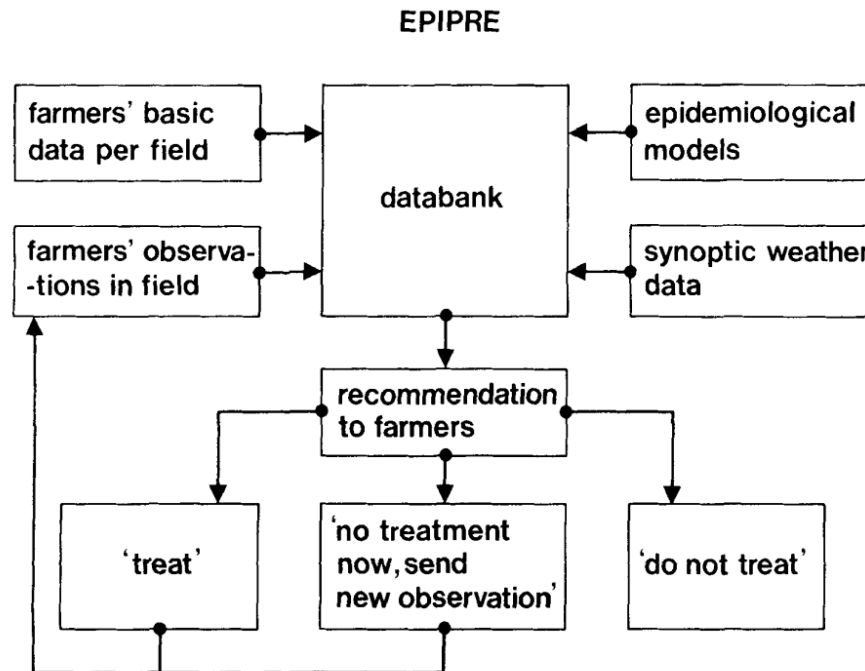 EPIPRE
farmers' basic
data per field
epidemiological
models
databank
farmers' observa-
-tions in field
synoptic weather
data
recommendation
to farmers
'treat'
'no treatment
now, send
new observation'
'do not treat'